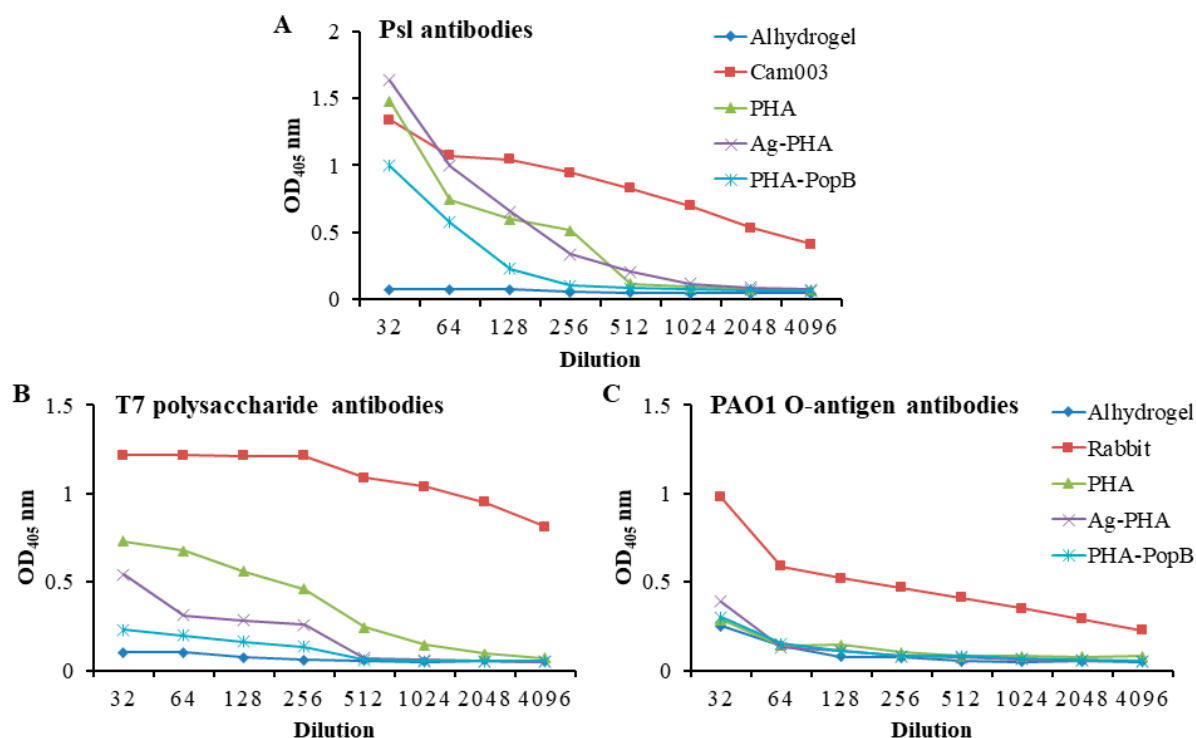 A Psl antibodies
2
1.5
1
0.5
0
OD405 nm
32 64 128 256 512 1024 2048 4096
Dilution
Alhydrogel
Cam003
PHA
Ag-PHA
PHA-PopB
B T7 polysaccharide antibodies
1.5
1
0.5
0
OD405 nm
32 64 128 256 512 1024 2048 4096
Dilution
C PAO1 O-antigen antibodies
1.5
1
0.5
0
OD405 nm
32 64 128 256 512 1024 2048 4096
Dilution
Alhydrogel
Rabbit
PHA
Ag-PHA
PHA-PopB